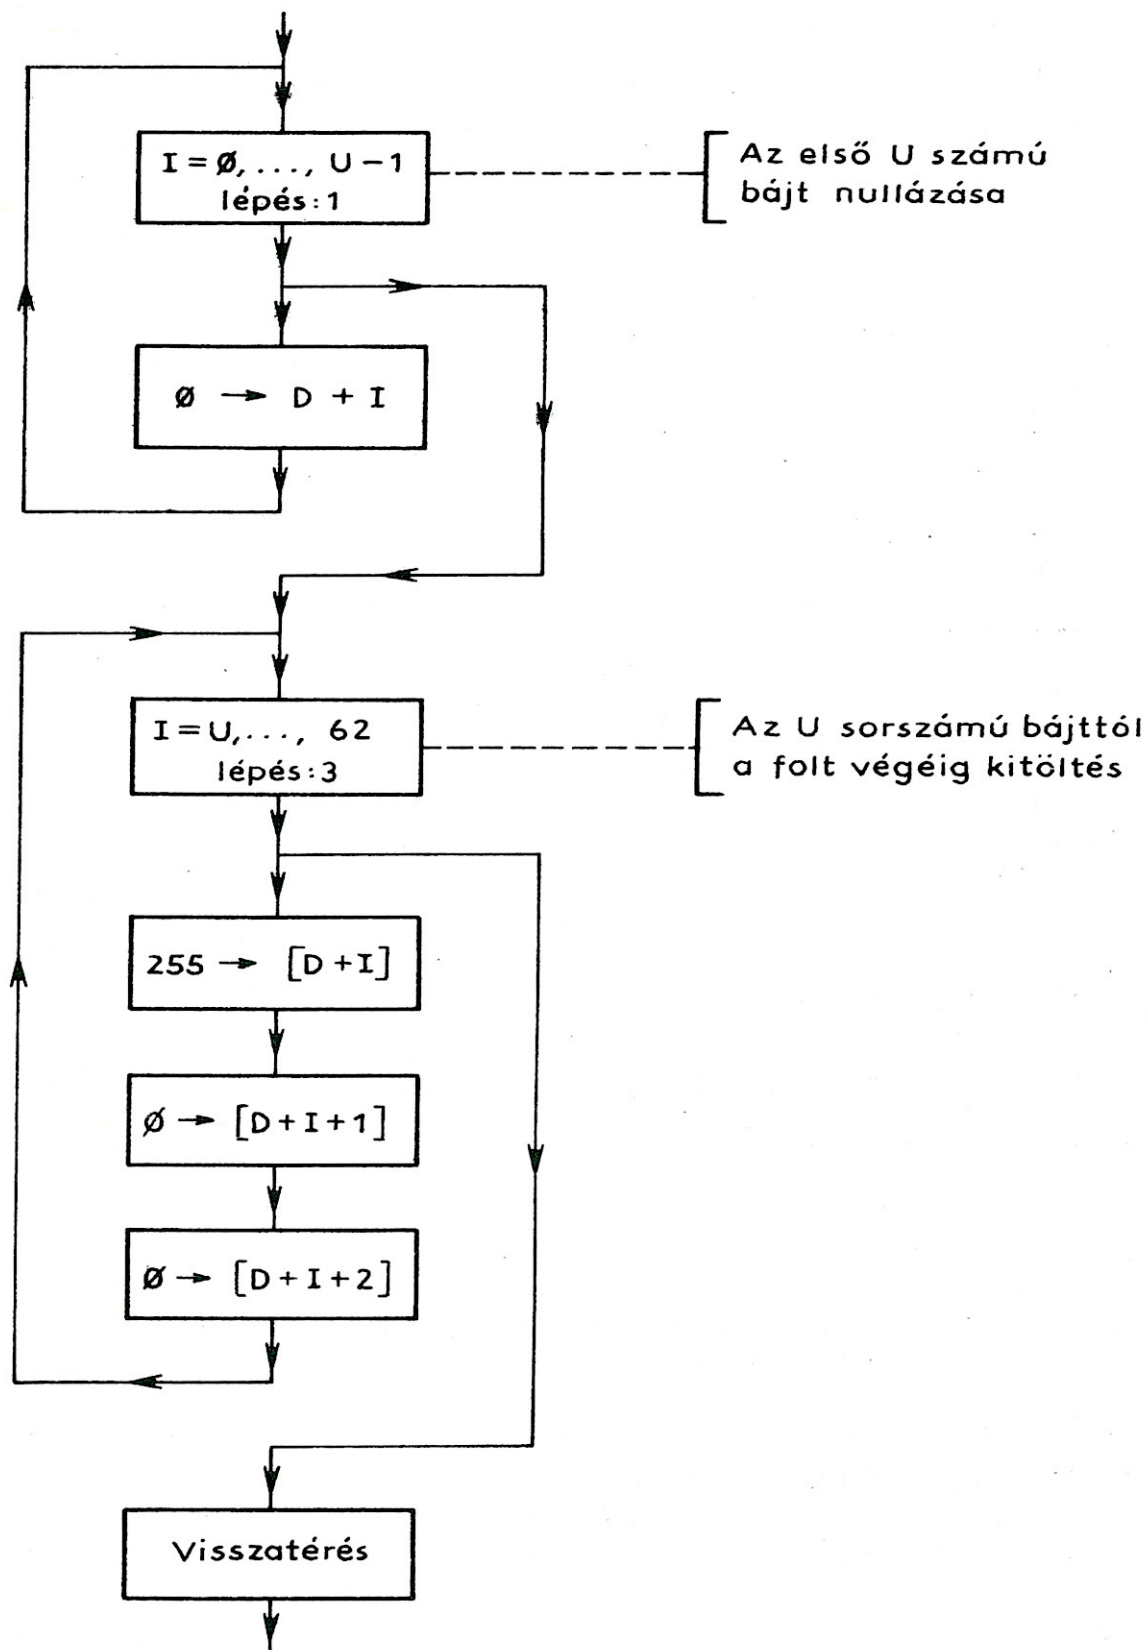 I = Ø, ..., U - 1
lépés: 1
Az első U számú
bájt nullázása
Ø → D + I
I = U, ..., 62
lépés: 3
Az U sorszámú bájttól
a folt végéig kitöltés
255 → [D + I]
Ø → [D + I + 1]
Ø → [D + I + 2]
Visszatérés